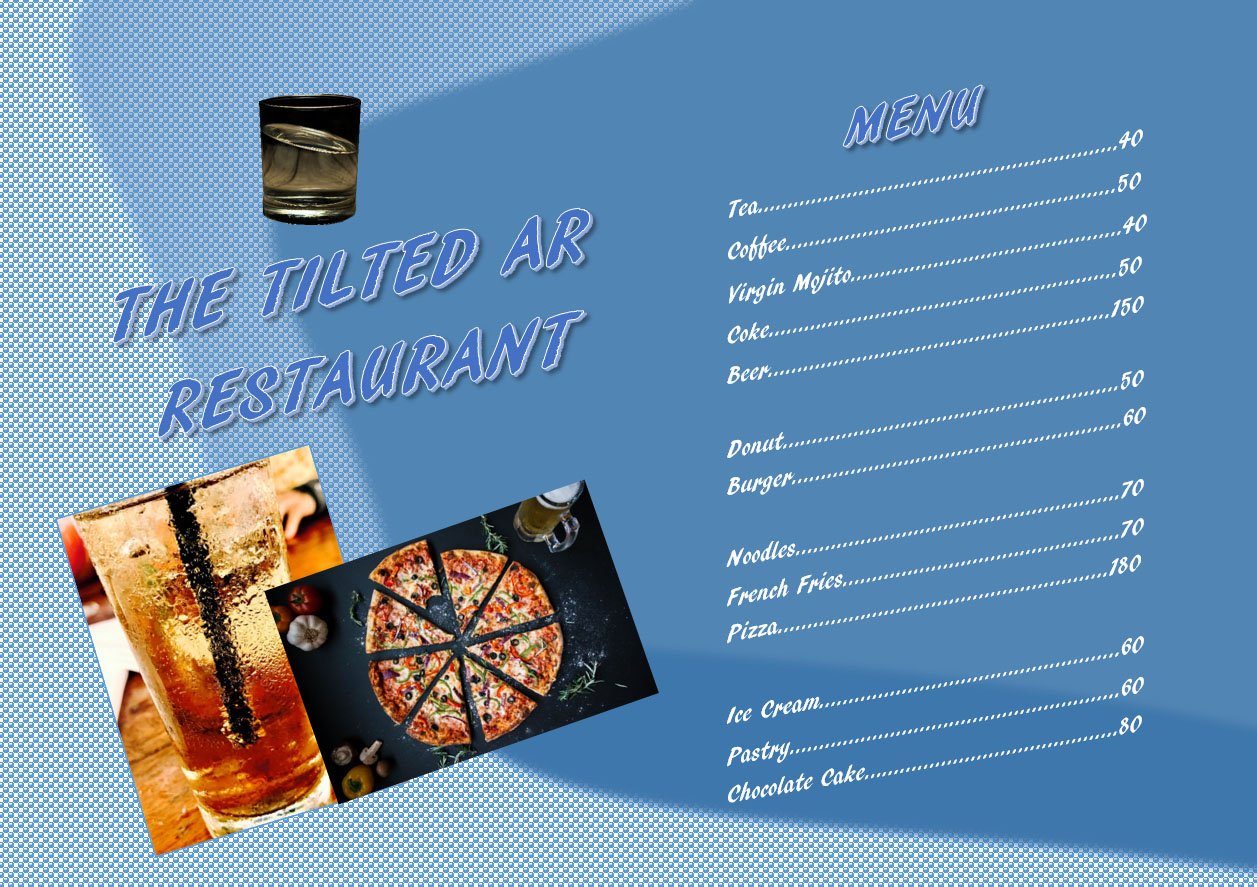 THE TILTED AR
RESTAURANT
MENU
Tea..................................................................40
Coffee..................................................................50
Virgin Mojito..................................................................40
Coke..................................................................50
Beer..................................................................150
Donut..................................................................50
Burger..................................................................60
Noodles..................................................................70
French Fries..................................................................70
Pizza..................................................................180
Ice Cream..................................................................60
Pastry..................................................................60
Chocolate Cake..................................................................80